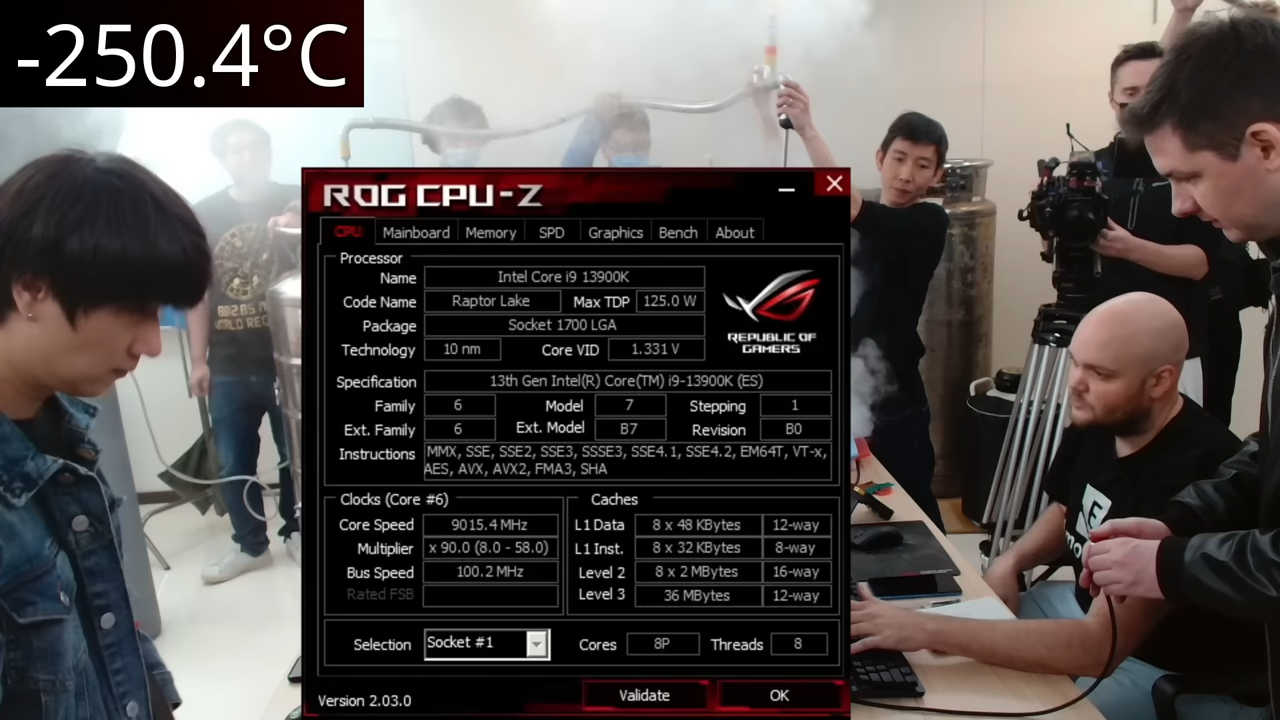 -250.4°C
ROG CPU-Z
CPU Mainboard Memory SPD Graphics Bench About
Processor
Name Intel Core i9 13900K
Code Name Raptor Lake Max TDP 125.0 W
Package Socket 1700 LGA
Technology 10 nm Core VID 1.331 V
REPUBLIC OF
GAMERS
Specification 13th Gen Intel(R) Core(TM) i9-13900K (ES)
Family 6 Model 7 Stepping 1
Ext. Family 6 Ext. Model B7 Revision B0
Instructions MMX, SSE, SSE2, SSE3, SSSE3, SSE4.1, SSE4.2, EM64T, VT-x,
AES, AVX, AVX2, FMA3, SHA
Clocks (Core #6) Caches
Core Speed 9015.4 MHz L1 Data 8 x 48 KBytes 12-way
Multiplier x 90.0 (8.0 - 58.0) L1 Inst. 8 x 32 KBytes 8-way
Bus Speed 100.2 MHz Level 2 8 x 2 MBytes 16-way
Rated FSB Level 3 36 MBytes 12-way
Selection Socket #1 Cores 8P Threads 8
Version 2.03.0 Validate OK